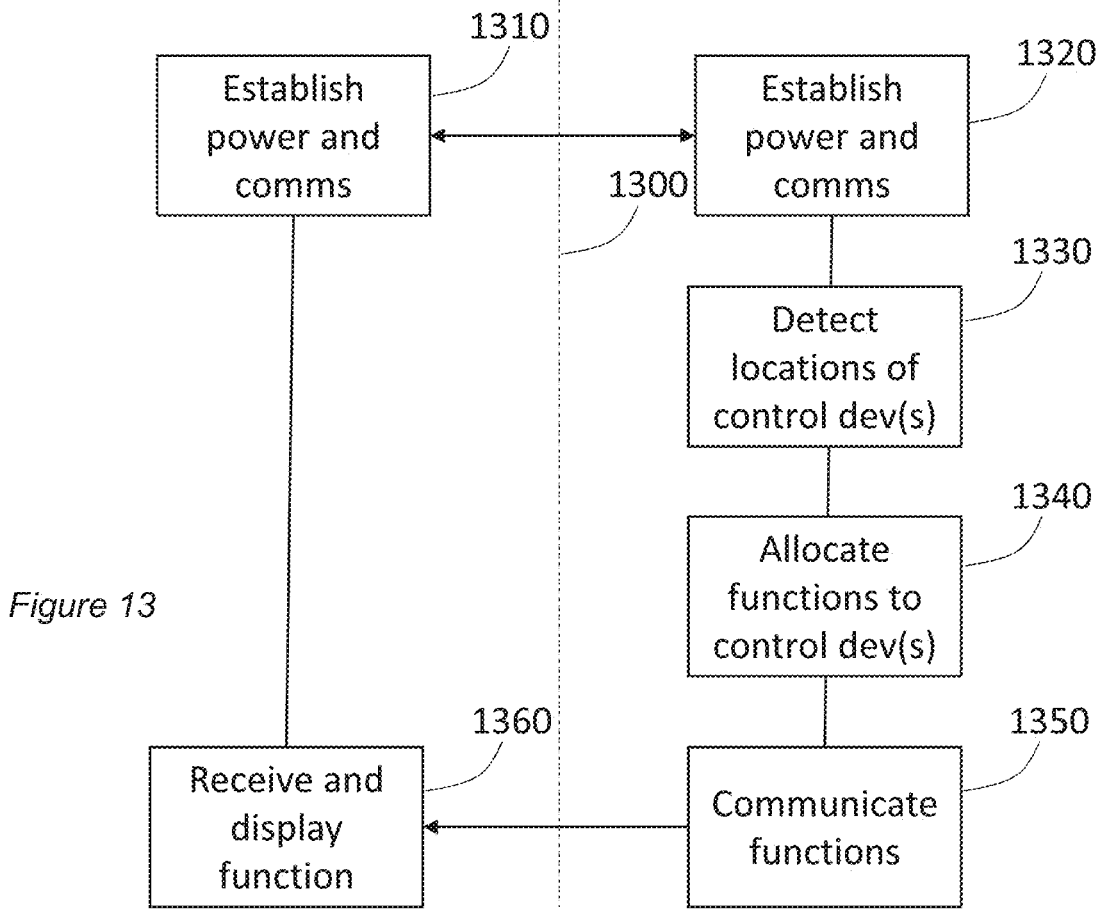 1310
Establish
power and
comms
1320
Establish
power and
comms
1300
1330
Detect
locations of
control dev(s)
1340
Allocate
functions to
control dev(s)
Figure 13
1360
Receive and
display
function
1350
Communicate
functions